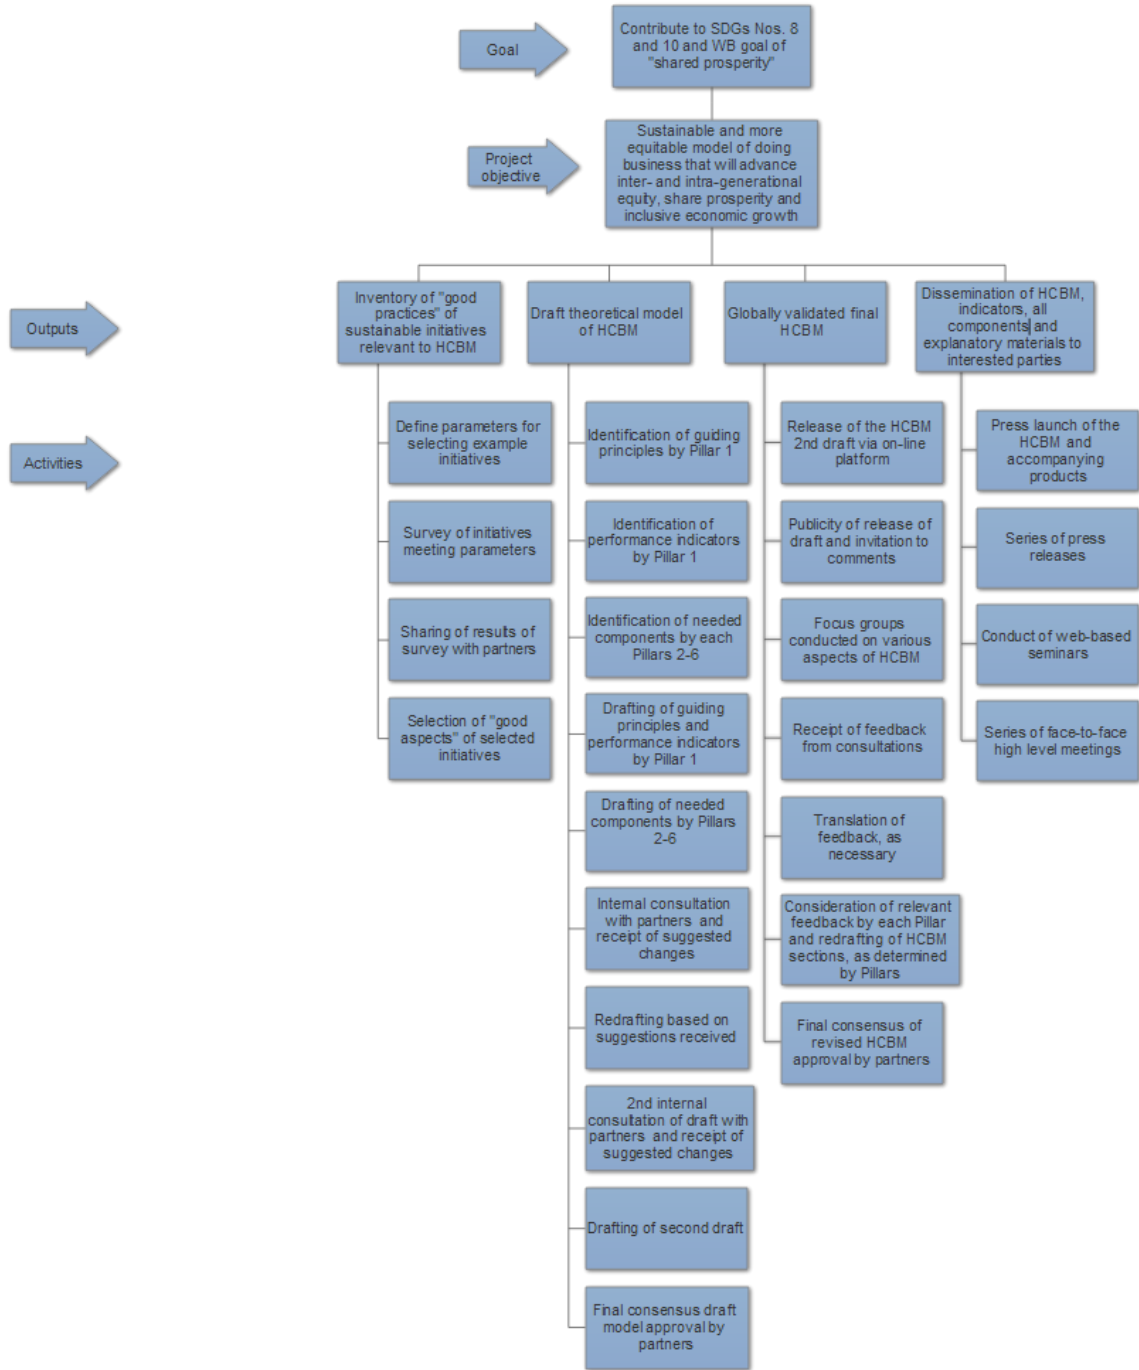 Goal
Contribute to SDGs Nos. 8
and 10 and WB goal of
"shared prosperity"
Project
objective
Sustainable and more
equitable model of doing
business that will advance
inter- and intra-generational
equity, share prosperity and
inclusive economic growth
Outputs
Inventory of "good
practices" of
sustainable initiatives
relevant to HCBM
Draft theoretical model
of HCBM
Globally validated final
HCBM
Dissemination of HCBM,
indicators, all
components and
explanatory materials to
interested parties
Activities
Define parameters for
selecting example
initiatives
Survey of initiatives
meeting parameters
Sharing of results of
survey with partners
Selection of "good
aspects" of selected
initiatives
Identification of guiding
principles by Pillar 1
Identification of
performance indicators
by Pillar 1
Identification of needed
components by each
Pillars 2-6
Drafting of guiding
principles and
performance indicators
by Pillar 1
Drafting of needed
components by Pillars
2-6
Internal consultation
with partners and
receipt of suggested
changes
Redrafting based on
suggestions received
2nd internal
consultation of draft with
partners and receipt of
suggested changes
Drafting of second draft
Final consensus draft
model approval by
partners
Release of the HCBM
2nd draft via on-line
platform
Publicity of release of
draft and invitation to
comments
Focus groups
conducted on various
aspects of HCBM
Receipt of feedback
from consultations
Translation of
feedback, as
necessary
Consideration of relevant
feedback by each Pillar
and redrafting of HCBM
sections, as determined
by Pillars
Final consensus of
revised HCBM
approval by partners
Press launch of the
HCBM and
accompanying
products
Series of press
releases
Conduct of web-based
seminars
Series of face-to-face
high level meetings